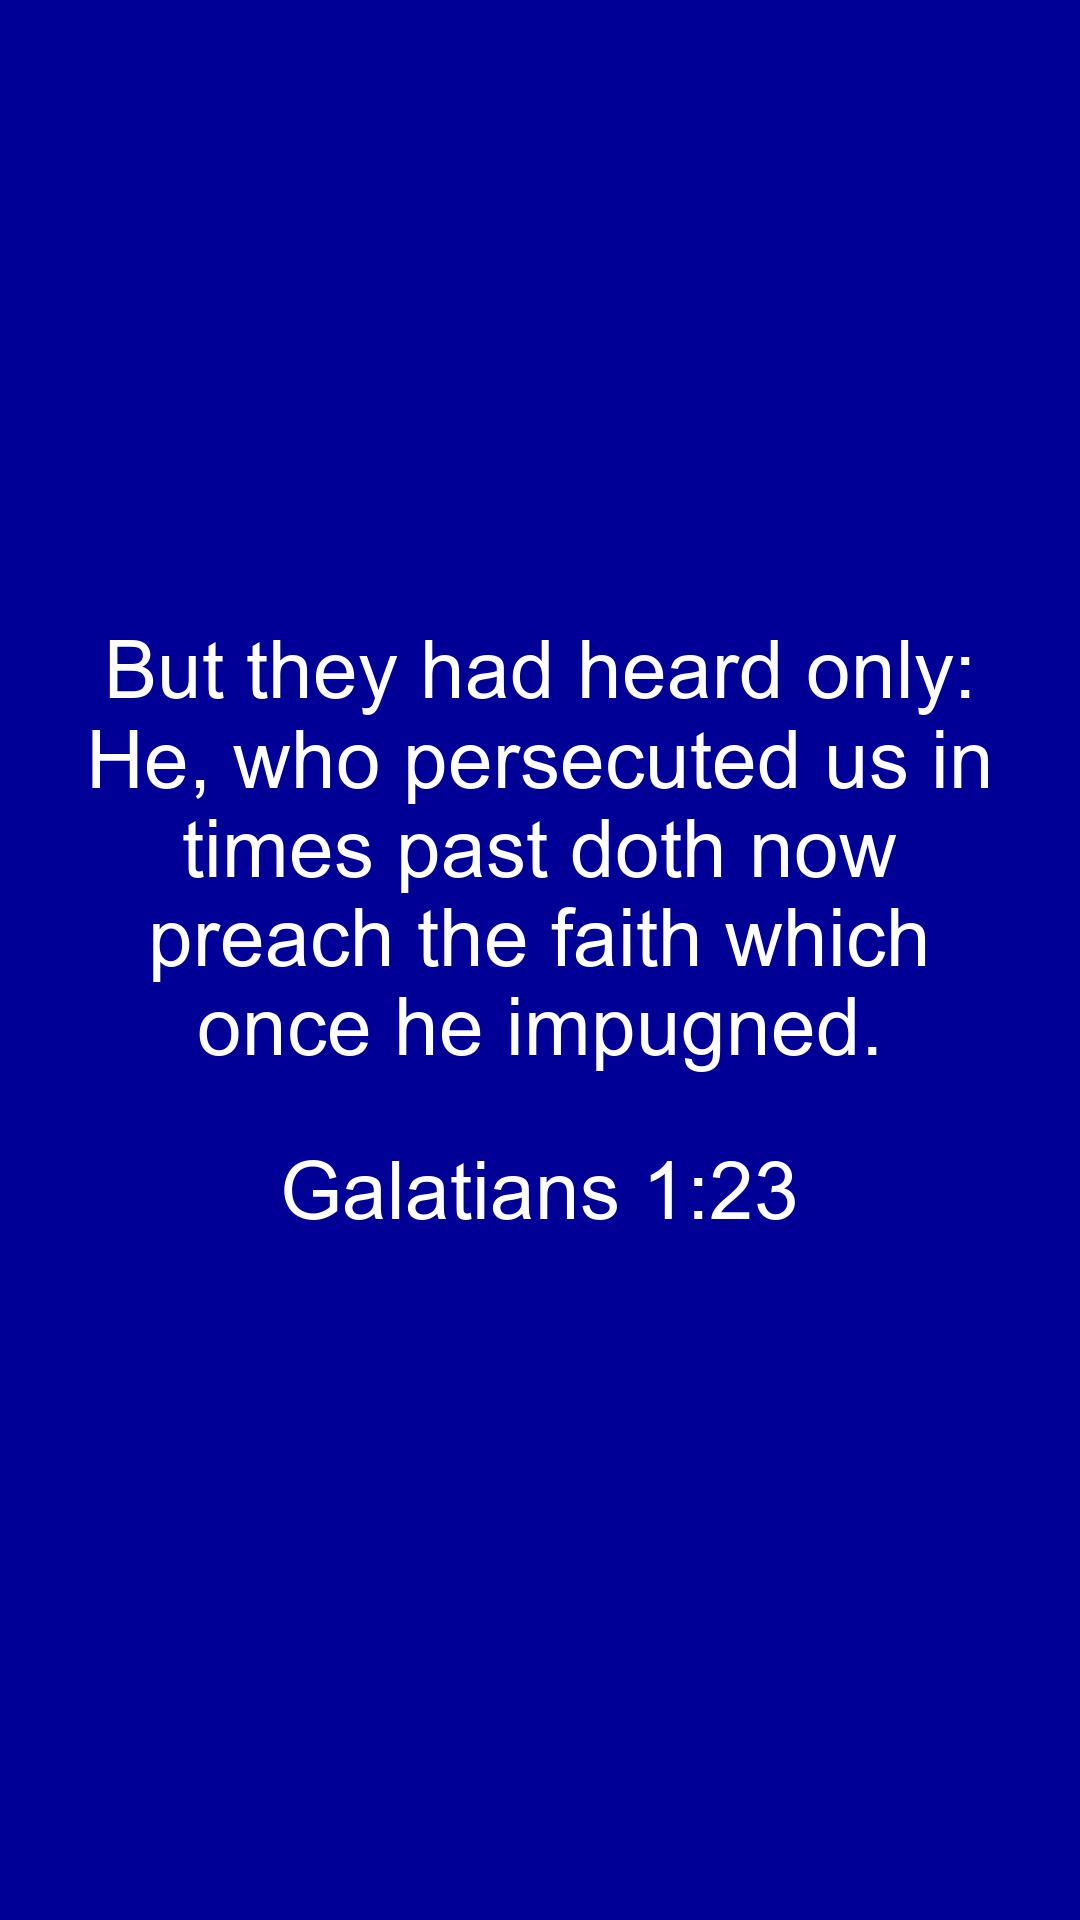 But they had heard only:
He, who persecuted us in
times past doth now
preach the faith which
once he impugned.
Galatians 1:23